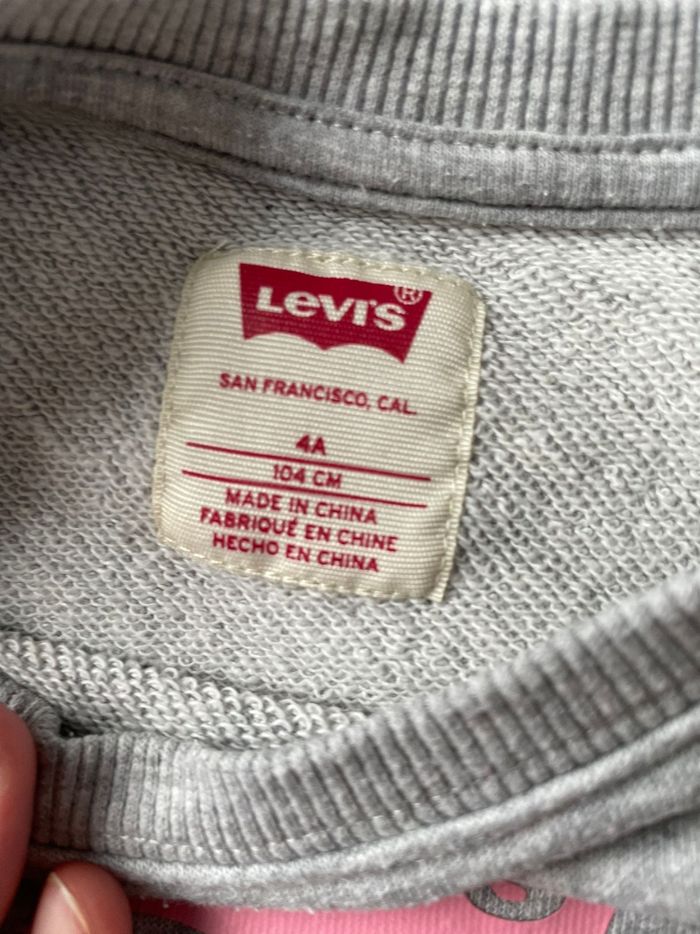 Levi's®
SAN FRANCISCO, CAL.
4A
104 CM
MADE IN CHINA
FABRIQUÉ EN CHINE
HECHO EN CHINA